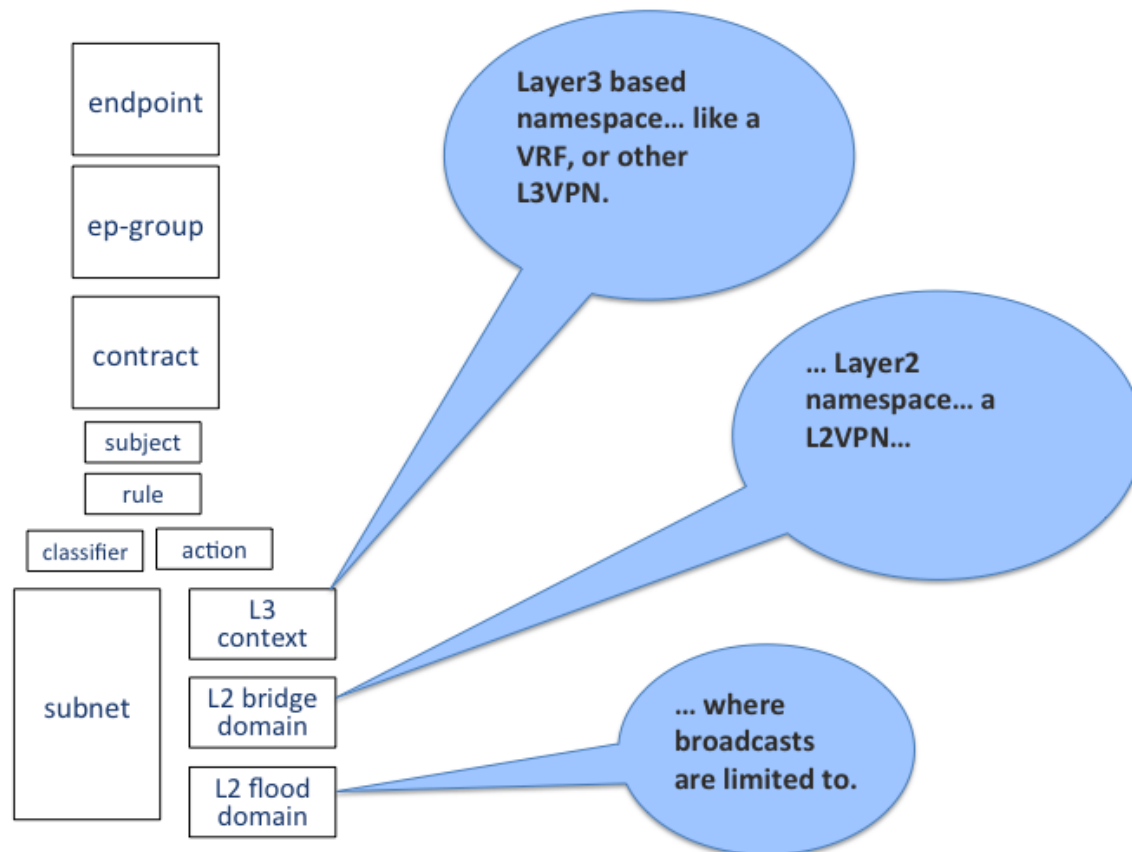 endpoint
ep-group
contract
subject
rule
classifier
action
subnet
L3
context
L2 bridge
domain
L2 flood
domain
Layer3 based
namespace... like a
VRF, or other
L3VPN.
... Layer2
namespace... a
L2VPN...
... where
broadcasts
are limited to.